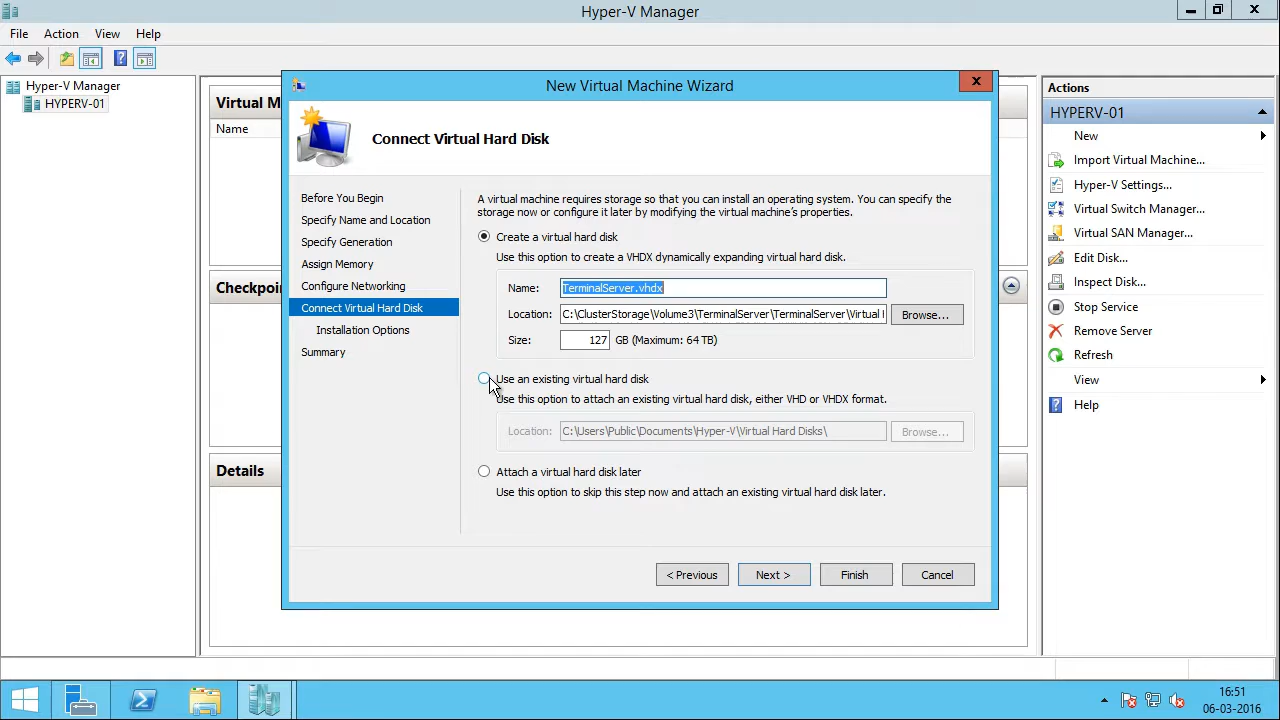 Hyper-V Manager
File Action View Help
Hyper-V Manager
HYPERV-01
Virtual M
Name
Checkpoin
Details
New Virtual Machine Wizard
Connect Virtual Hard Disk
Before You Begin
Specify Name and Location
Specify Generation
Assign Memory
Configure Networking
Connect Virtual Hard Disk
Installation Options
Summary
A virtual machine requires storage so that you can install an operating system. You can specify the
storage now or configure it later by modifying the virtual machine's properties.
Create a virtual hard disk
Use this option to create a VHDX dynamically expanding virtual hard disk.
Name: TerminalServer.vhdx
Location: C:\ClusterStorage\Volume3\TerminalServer\TerminalServer\Virtual Browse...
Size: 127 GB (Maximum: 64 TB)
Use an existing virtual hard disk
Use this option to attach an existing virtual hard disk, either VHD or VHDX format.
Location: C:\Users\Public\Documents\Hyper-V\Virtual Hard Disks\ Browse...
Attach a virtual hard disk later
Use this option to skip this step now and attach an existing virtual hard disk later.
< Previous Next > Finish Cancel
Actions
HYPERV-01
New
Import Virtual Machine...
Hyper-V Settings...
Virtual Switch Manager...
Virtual SAN Manager...
Edit Disk...
Inspect Disk...
Stop Service
Remove Server
Refresh
View
Help
16:51
06-03-2016